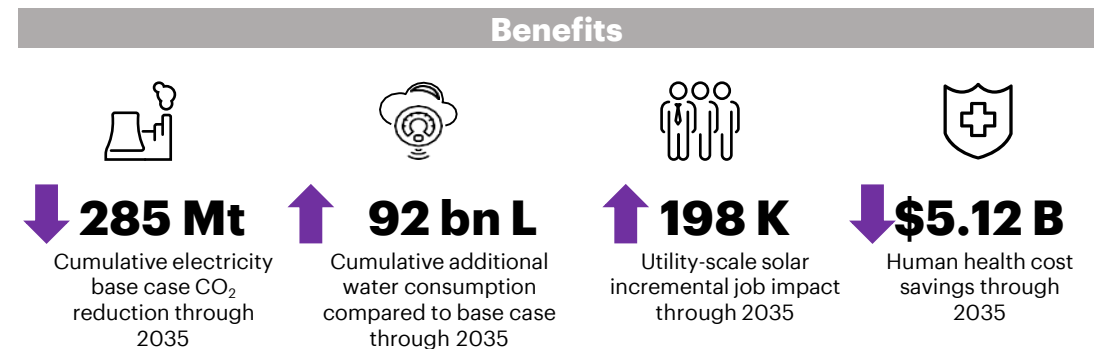 Benefits
285 Mt
Cumulative electricity
base case CO₂
reduction through
2035
92 bn L
Cumulative additional
water consumption
compared to base case
through 2035
198 K
Utility-scale solar
incremental job impact
through 2035
$5.12 B
Human health cost
savings through
2035